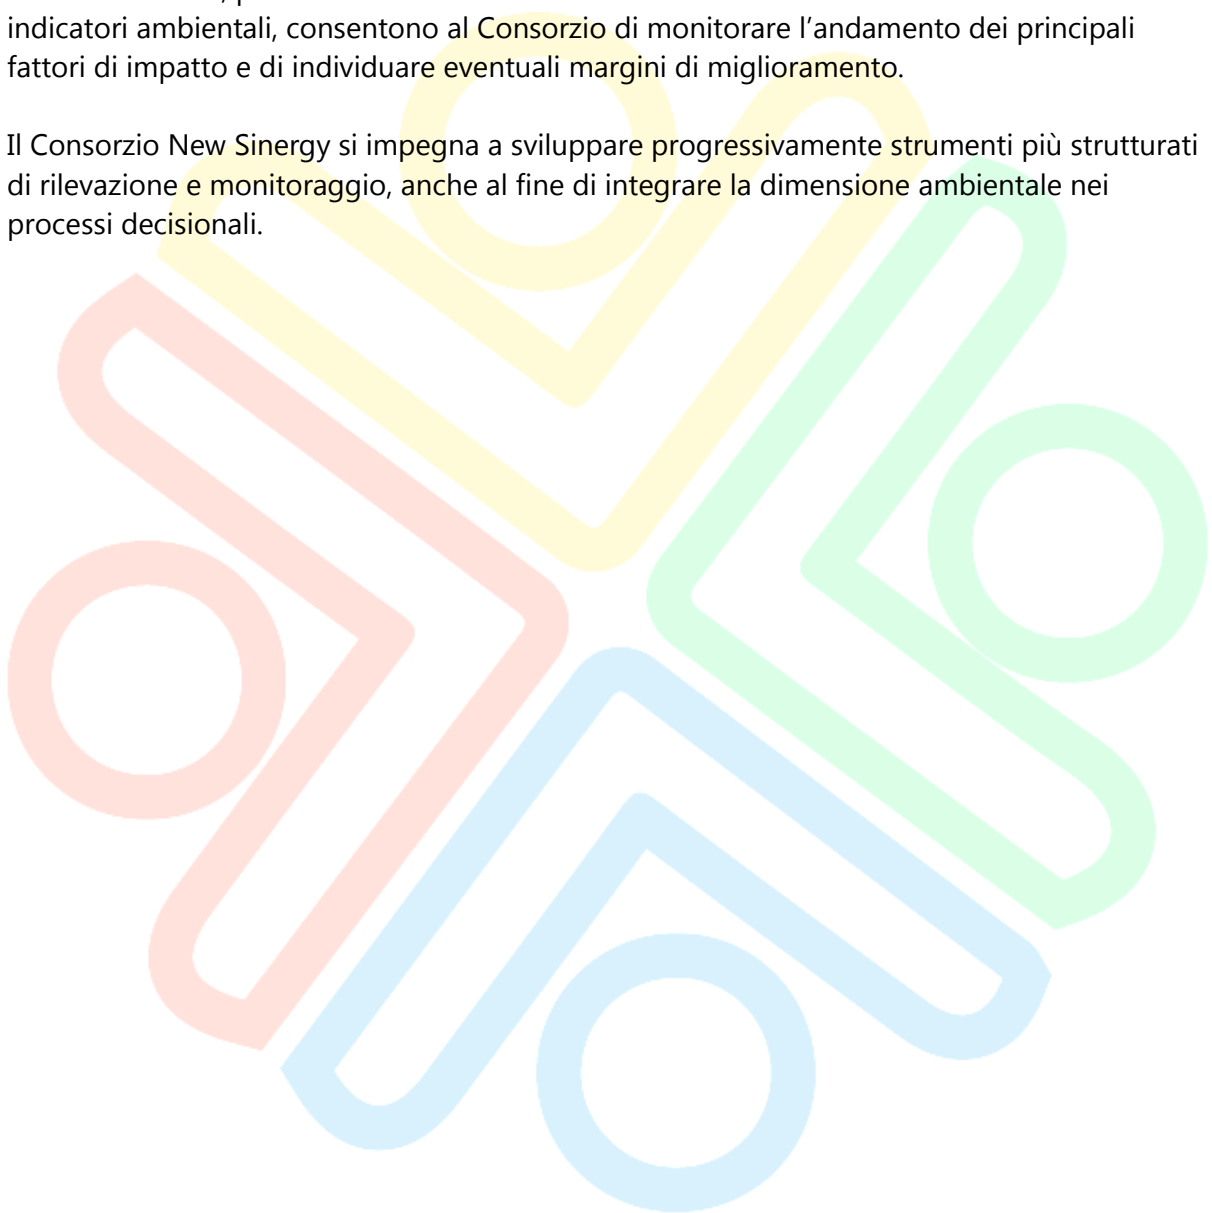 indicatori ambientali, consentono al Consorzio di monitorare l’andamento dei principali
fattori di impatto e di individuare eventuali margini di miglioramento.
Il Consorzio New Sinergy si impegna a sviluppare progressivamente strumenti più strutturati
di rilevazione e monitoraggio, anche al fine di integrare la dimensione ambientale nei
processi decisionali.